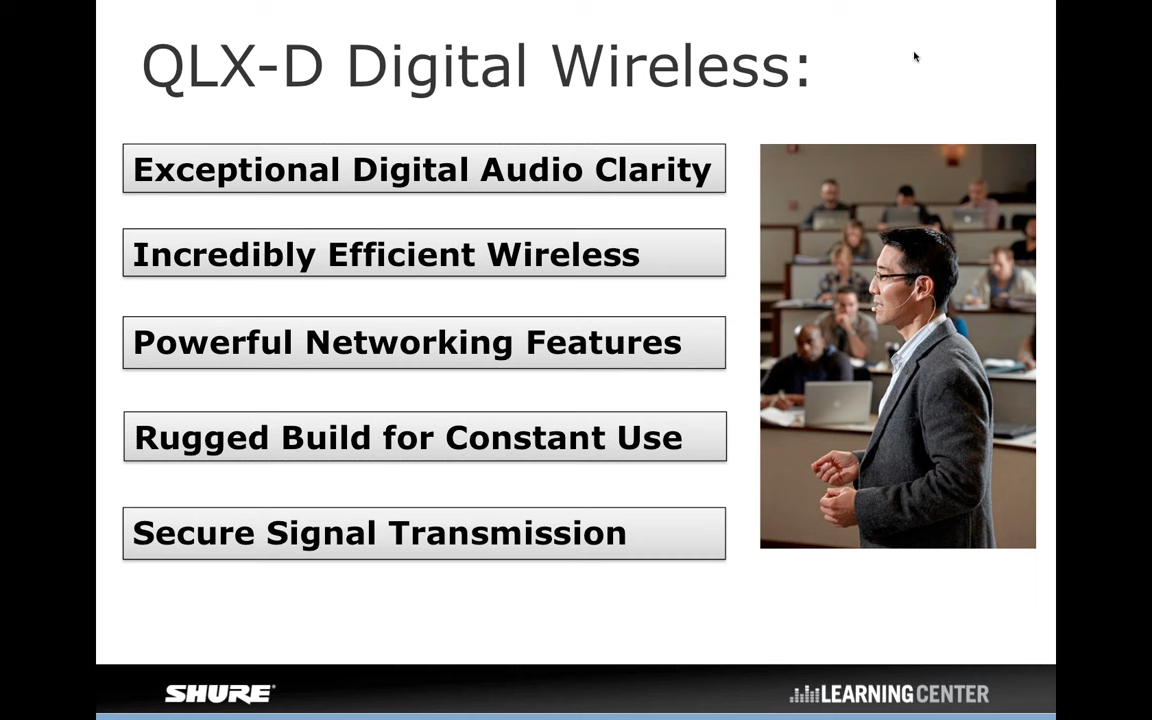 QLX-D Digital Wireless:
Exceptional Digital Audio Clarity
Incredibly Efficient Wireless
Powerful Networking Features
Rugged Build for Constant Use
Secure Signal Transmission
SHURE®
LEARNING CENTER